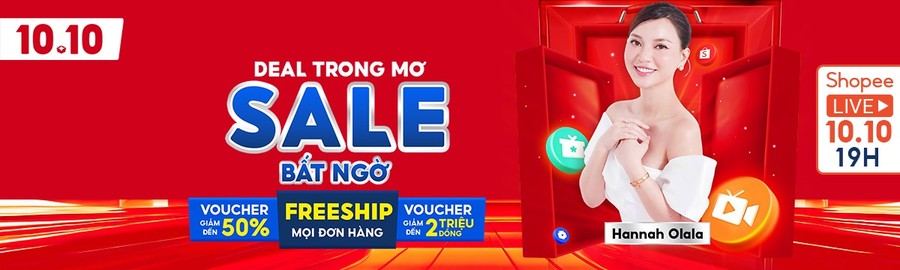 10.10
DEAL TRONG MƠ
SALE
BẤT NGỜ
VOUCHER
GIẢM ĐẾN 50%
FREESHIP
MỌI ĐƠN HÀNG
VOUCHER
GIẢM ĐẾN 2 TRIỆU ĐỒNG
Hannah Olala
Shopee
LIVE
10.10
19H